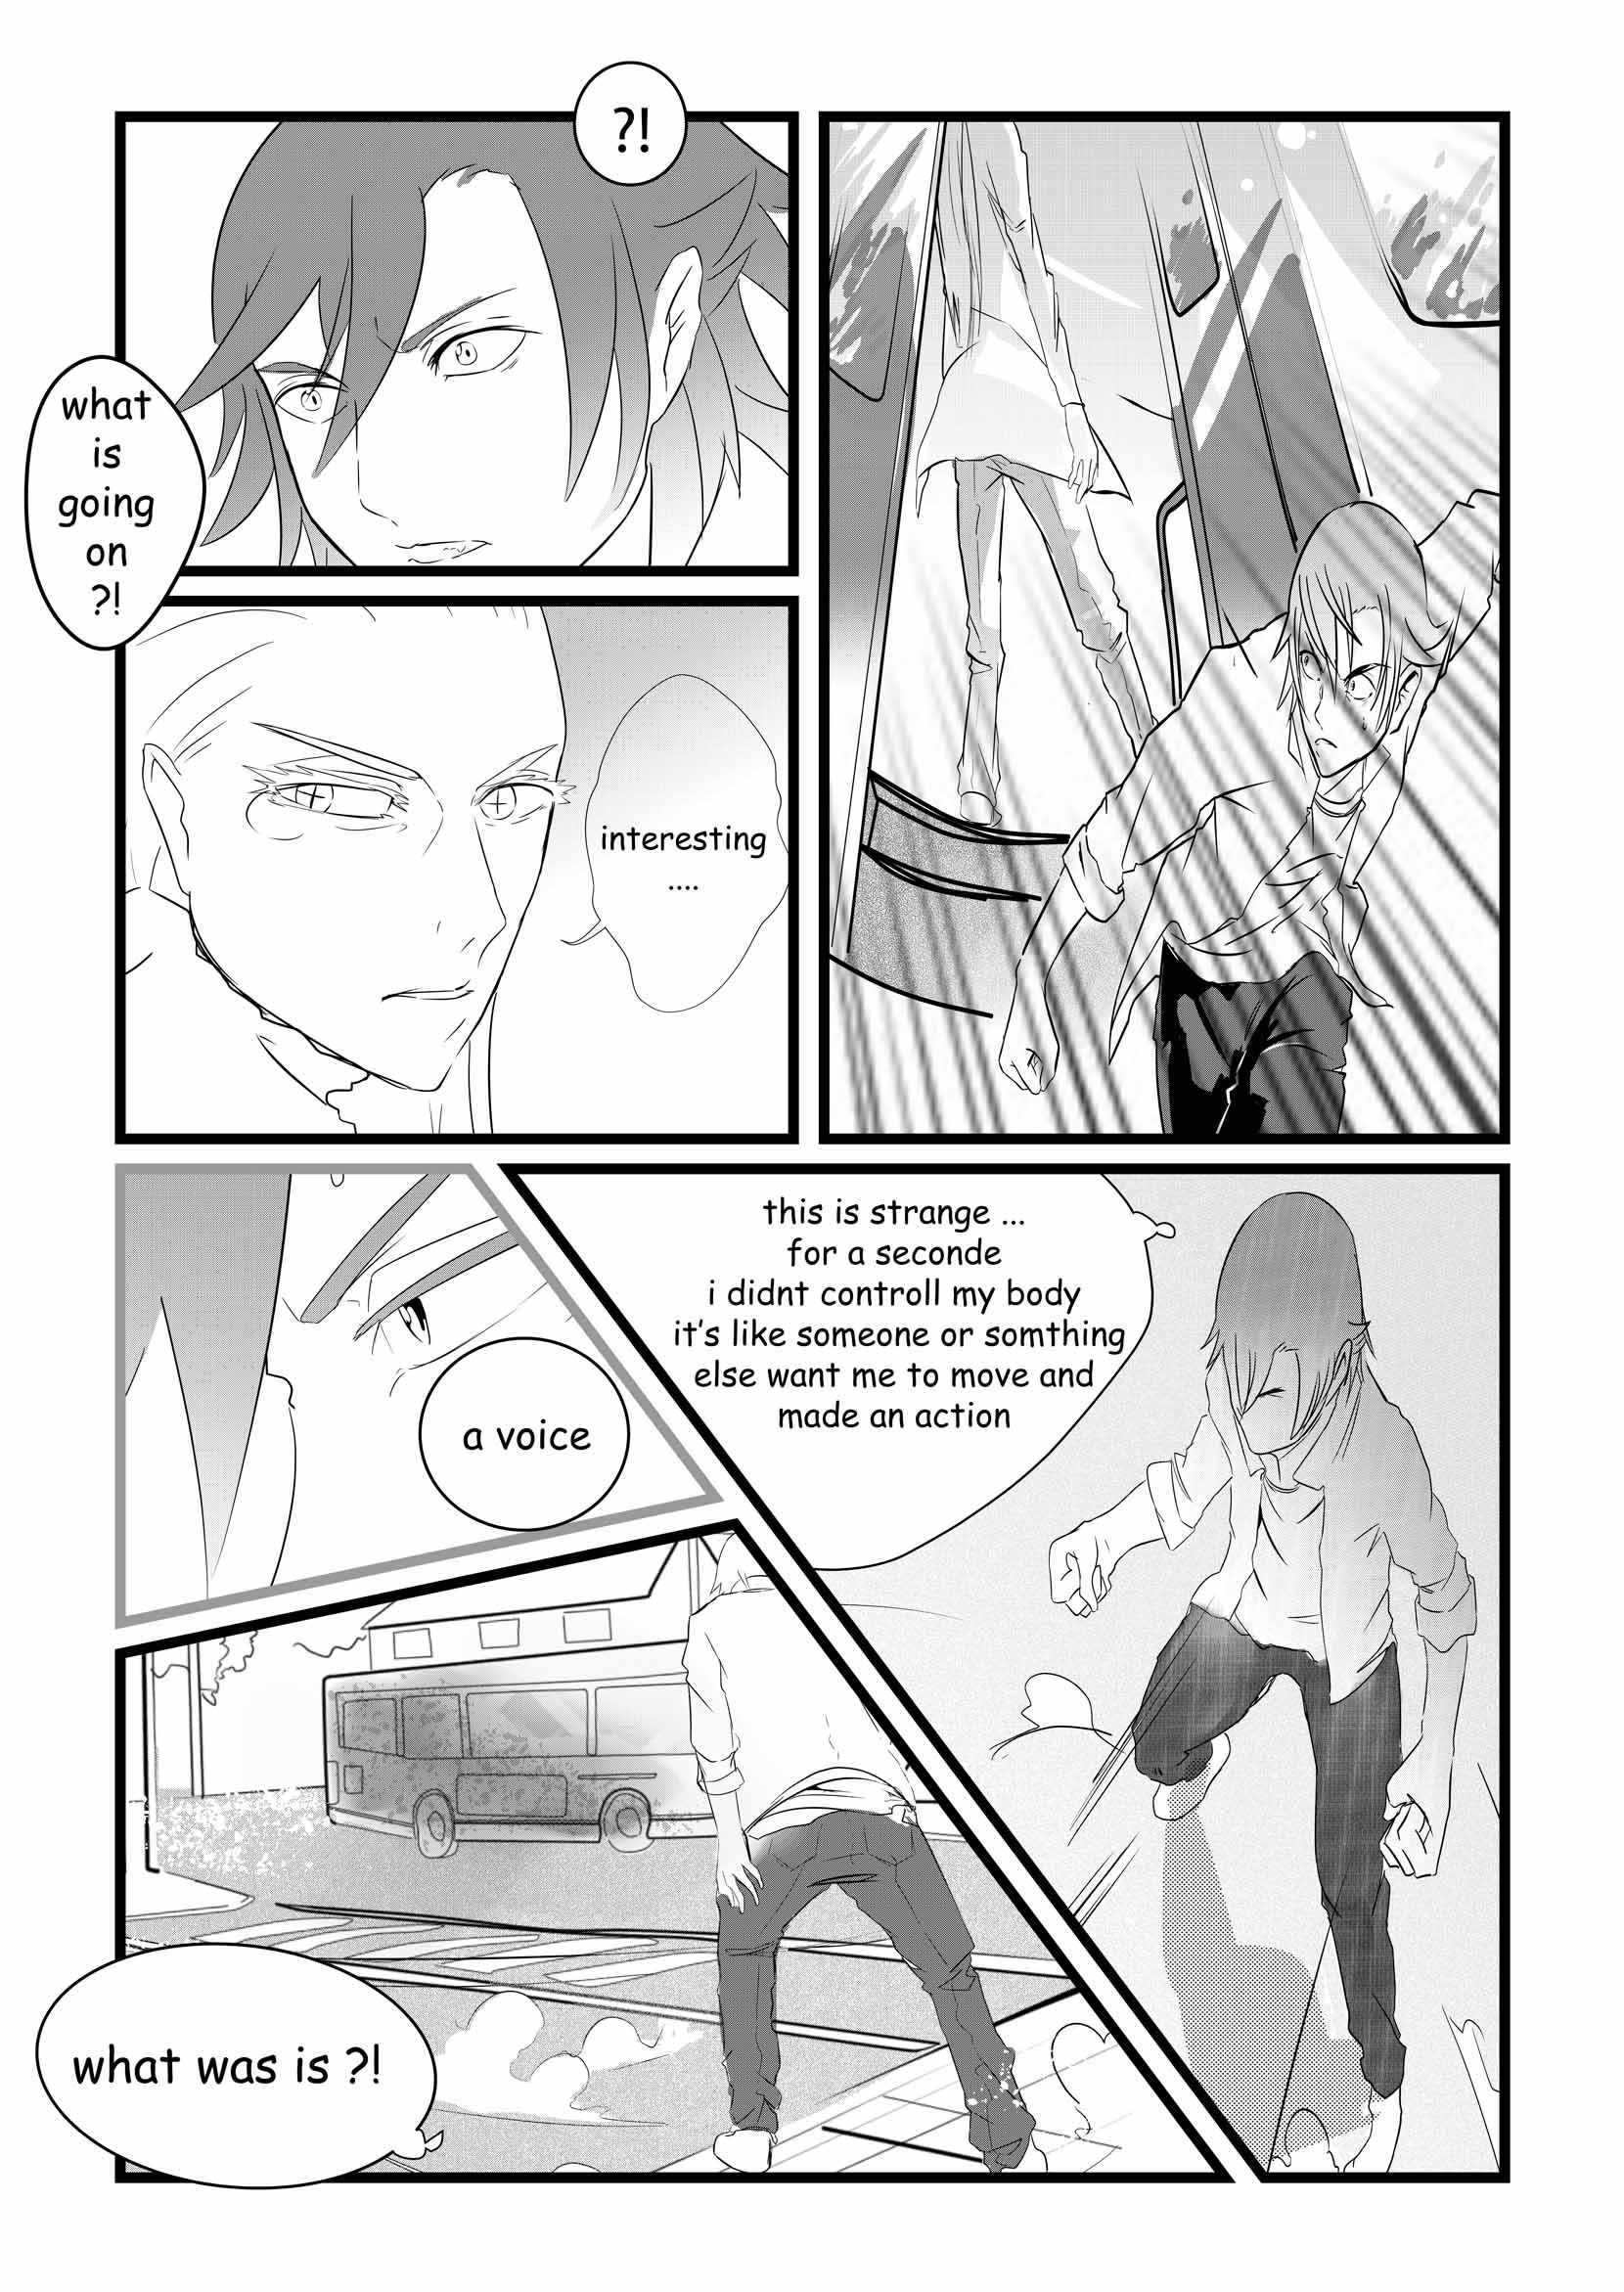 ?!
what
is
going
on
?!
interesting
....
this is strange ...
for a seconde
i didnt controll my body
it's like someone or somthing
else want me to move and
made an action
a voice
what was is ?!